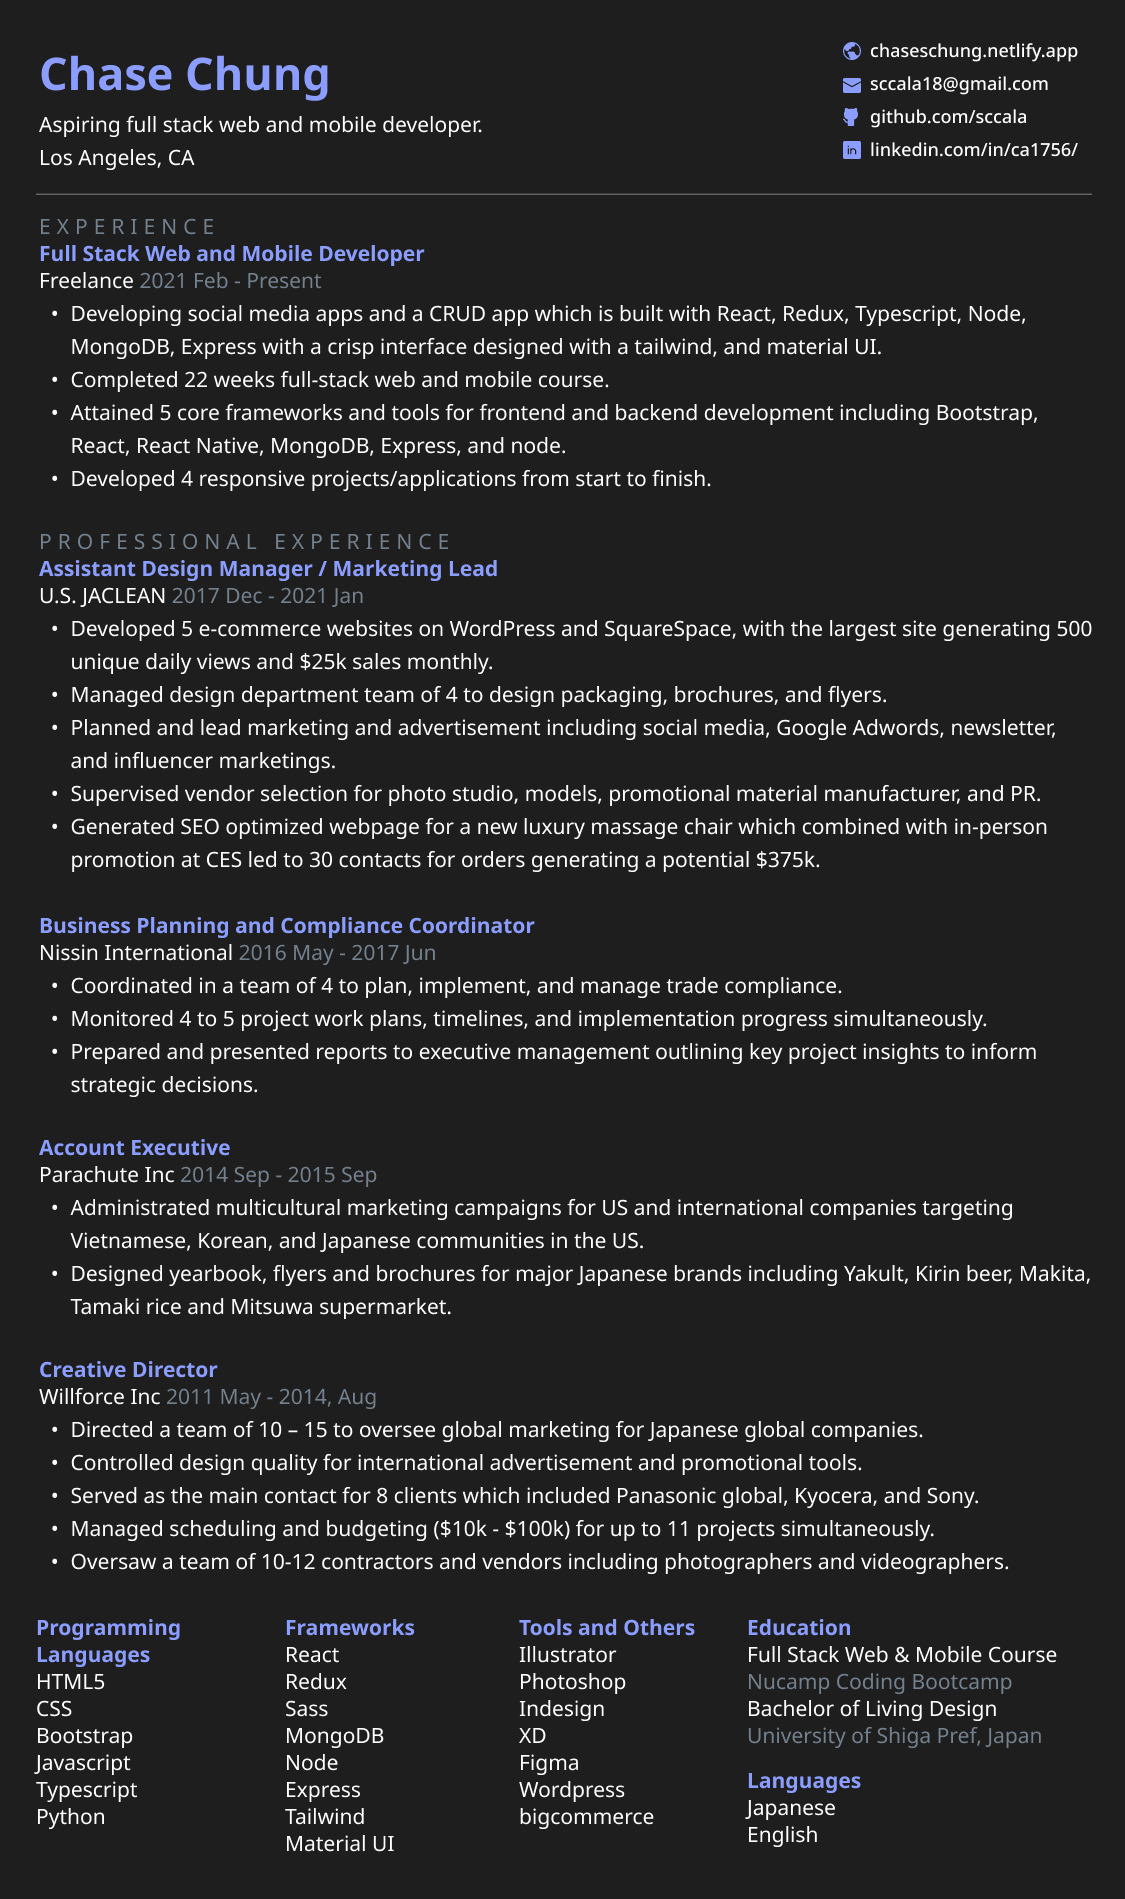 Chase Chung
Aspiring full stack web and mobile developer.
Los Angeles, CA
chaseschung.netlify.app
sccala18@gmail.com
github.com/sccala
linkedin.com/in/ca1756/
EXPERIENCE
Full Stack Web and Mobile Developer
Freelance 2021 Feb - Present
• Developing social media apps and a CRUD app which is built with React, Redux, Typescript, Node,
MongoDB, Express with a crisp interface designed with a tailwind, and material UI.
• Completed 22 weeks full-stack web and mobile course.
• Attained 5 core frameworks and tools for frontend and backend development including Bootstrap,
React, React Native, MongoDB, Express, and node.
• Developed 4 responsive projects/applications from start to finish.
PROFESSIONAL EXPERIENCE
Assistant Design Manager / Marketing Lead
U.S. JACLEAN 2017 Dec - 2021 Jan
• Developed 5 e-commerce websites on WordPress and SquareSpace, with the largest site generating 500
unique daily views and $25k sales monthly.
• Managed design department team of 4 to design packaging, brochures, and flyers.
• Planned and lead marketing and advertisement including social media, Google Adwords, newsletter,
and influencer marketings.
• Supervised vendor selection for photo studio, models, promotional material manufacturer, and PR.
• Generated SEO optimized webpage for a new luxury massage chair which combined with in-person
promotion at CES led to 30 contacts for orders generating a potential $375k.
Business Planning and Compliance Coordinator
Nissin International 2016 May - 2017 Jun
• Coordinated in a team of 4 to plan, implement, and manage trade compliance.
• Monitored 4 to 5 project work plans, timelines, and implementation progress simultaneously.
• Prepared and presented reports to executive management outlining key project insights to inform
strategic decisions.
Account Executive
Parachute Inc 2014 Sep - 2015 Sep
• Administrated multicultural marketing campaigns for US and international companies targeting
Vietnamese, Korean, and Japanese communities in the US.
• Designed yearbook, flyers and brochures for major Japanese brands including Yakult, Kirin beer, Makita,
Tamaki rice and Mitsuwa supermarket.
Creative Director
Willforce Inc 2011 May - 2014, Aug
• Directed a team of 10 – 15 to oversee global marketing for Japanese global companies.
• Controlled design quality for international advertisement and promotional tools.
• Served as the main contact for 8 clients which included Panasonic global, Kyocera, and Sony.
• Managed scheduling and budgeting ($10k - $100k) for up to 11 projects simultaneously.
• Oversaw a team of 10-12 contractors and vendors including photographers and videographers.
Programming
Languages
HTML5
CSS
Bootstrap
Javascript
Typescript
Python
Frameworks
React
Redux
Sass
MongoDB
Node
Express
Tailwind
Material UI
Tools and Others
Illustrator
Photoshop
Indesign
XD
Figma
Wordpress
bigcommerce
Education
Full Stack Web & Mobile Course
Nucamp Coding Bootcamp
Bachelor of Living Design
University of Shiga Pref, Japan
Languages
Japanese
English